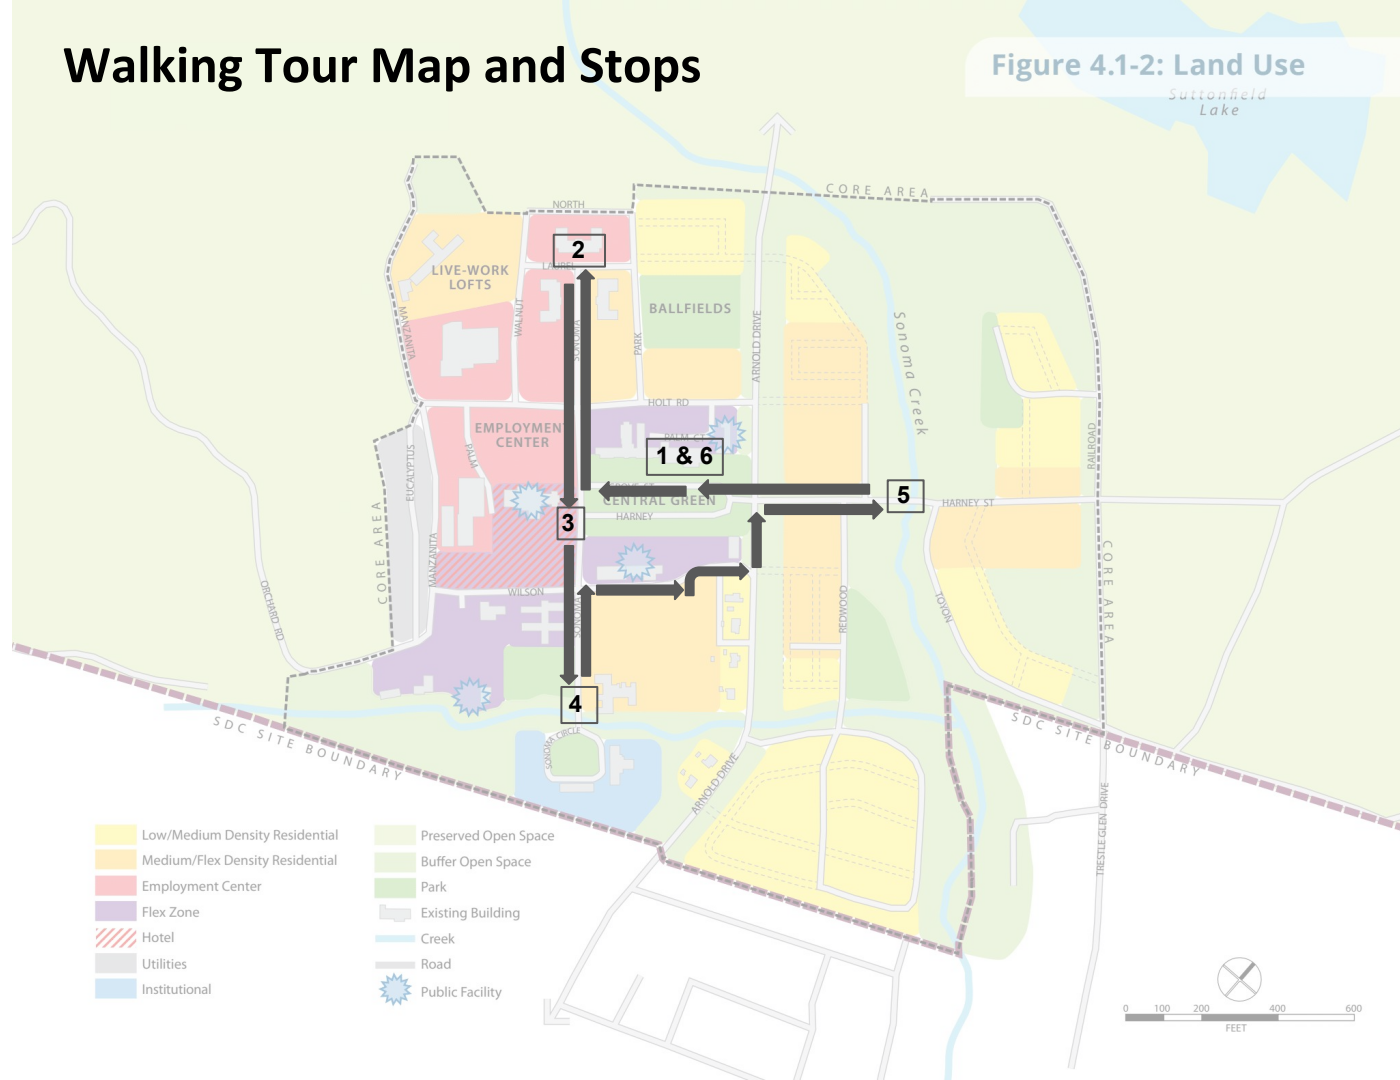 Walking Tour Map and Stops
Figure 4.1-2: Land Use
Suttonfield
Lake
CORE AREA
NORTH
2
LAUREL
LIVE-WORK
LOFTS
MANZANITA
WALNUT
SONOMA
PARK
BALLFIELDS
ARNOLD DRIVE
Sonoma Creek
HOLT RD
EMPLOYMENT
CENTER
PALM CT
1 & 6
PALM
EUCALYPTUS
RAILROAD
CENTRAL GREEN
5
HARNEY ST
3
HARNEY
CORE AREA
MANZANITA
CORE AREA
WILSON
SONOMA
REDWOOD
TOYON
ORCHARD RD
4
SDC SITE BOUNDARY
SONOMA CIRCLE
SDC SITE BOUNDARY
ARNOLD DRIVE
TRESTLE GLEN DRIVE
Low/Medium Density Residential
Medium/Flex Density Residential
Employment Center
Flex Zone
Hotel
Utilities
Institutional
Preserved Open Space
Buffer Open Space
Park
Existing Building
Creek
Road
Public Facility
0 100 200 400 600
FEET